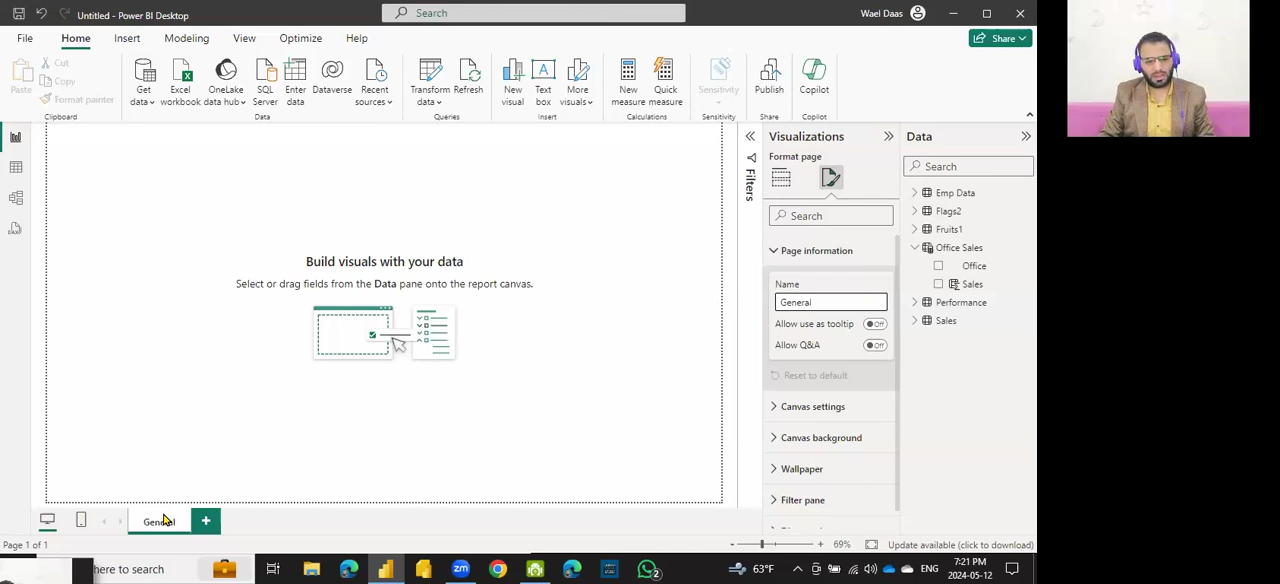 Untitled - Power BI Desktop
Search
Wael Daas
File
Home
Insert
Modeling
View
Optimize
Help
Share
Paste
Cut
Copy
Format painter
Get data
Excel workbook
OneLake data hub
SQL Server
Enter data
Dataverse
Recent sources
Transform data
Refresh
New visual
Text box
More visuals
New measure
Quick measure
Sensitivity
Publish
Copilot
Clipboard
Data
Queries
Insert
Calculations
Sensitivity
Share
Copilot
Build visuals with your data
Select or drag fields from the Data pane onto the report canvas.
Filters
Visualizations
Format page
Search
Page information
Name
General
Allow use as tooltip
Off
Allow Q&A
Off
Reset to default
Canvas settings
Canvas background
Wallpaper
Filter pane
Data
Search
Emp Data
Flags2
Fruits1
Office Sales
Office
Sales
Performance
Sales
General
Page 1 of 1
69%
Update available (click to download)
here to search
zm
2
63°F
ENG
7:21 PM
2024-05-12